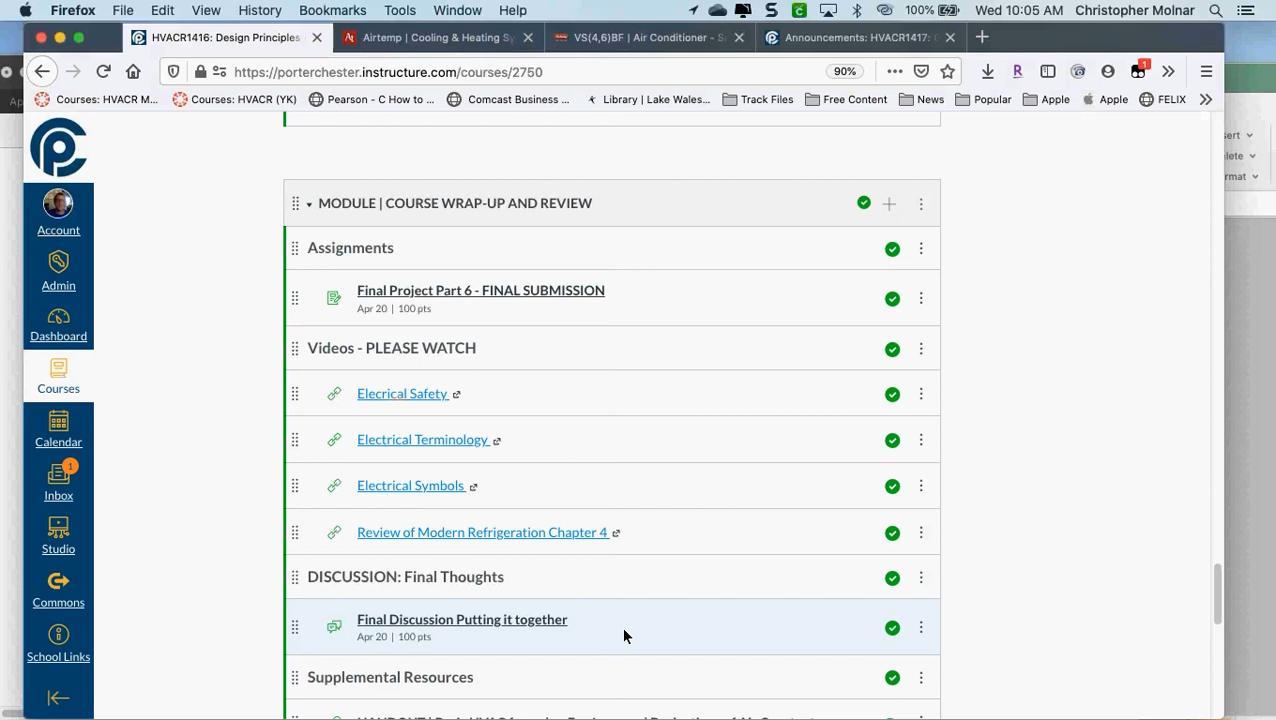 Firefox File Edit View History Bookmarks Tools Window Help 100% Wed 10:05 AM Christopher Molnar
HVACR1416: Design Principles Airtemp | Cooling & Heating Sy VS(4,6)BF | Air Conditioner - S Announcements: HVACR1417:
https://porterchester.instructure.com/courses/2750 90% 1
Courses: HVACR M... Courses: HVACR (YK) Pearson - C How to ... Comcast Business ... Library | Lake Wales... Track Files Free Content News Popular Apple Apple FELIX
Account
Admin
Dashboard
Courses
Calendar
1
Inbox
Studio
Commons
School Links
MODULE | COURSE WRAP-UP AND REVIEW
Assignments
Final Project Part 6 - FINAL SUBMISSION
Apr 20 | 100 pts
Videos - PLEASE WATCH
Elecrical Safety
Electrical Terminology
Electrical Symbols
Review of Modern Refrigeration Chapter 4
DISCUSSION: Final Thoughts
Final Discussion Putting it together
Apr 20 | 100 pts
Supplemental Resources